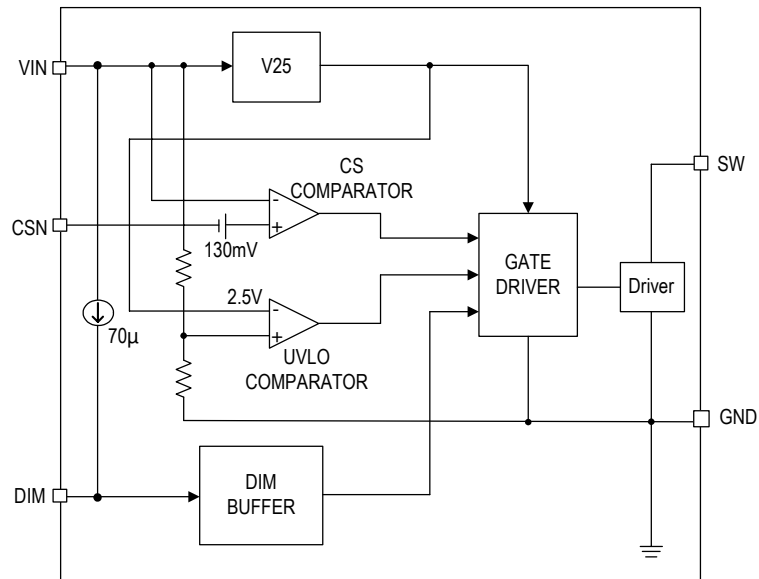 VIN
V25
SW
CS
COMPARATOR
-
+
CSN
130mV
GATE
DRIVER
Driver
2.5V
-
+
70µ
UVLO
COMPARATOR
GND
DIM
DIM
BUFFER